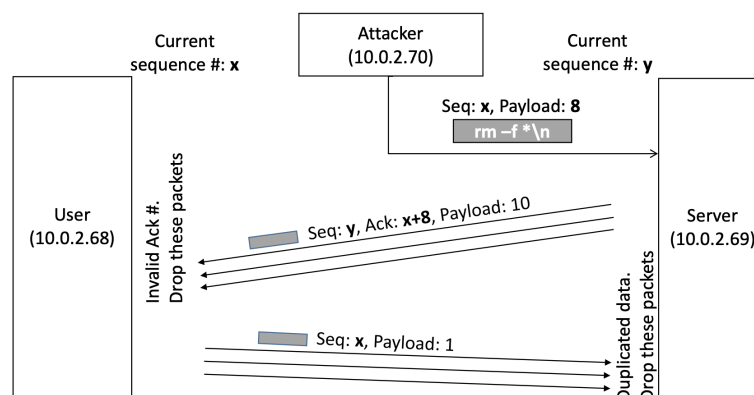 Attacker
(10.0.2.70)
Current
sequence #: x
Current
sequence #: y
Seq: x, Payload: 8
rm –f *\n
User
(10.0.2.68)
Invalid Ack #.
Drop these packets
Seq: y, Ack: x+8, Payload: 10
Server
(10.0.2.69)
Duplicated data.
Drop these packets
Seq: x, Payload: 1